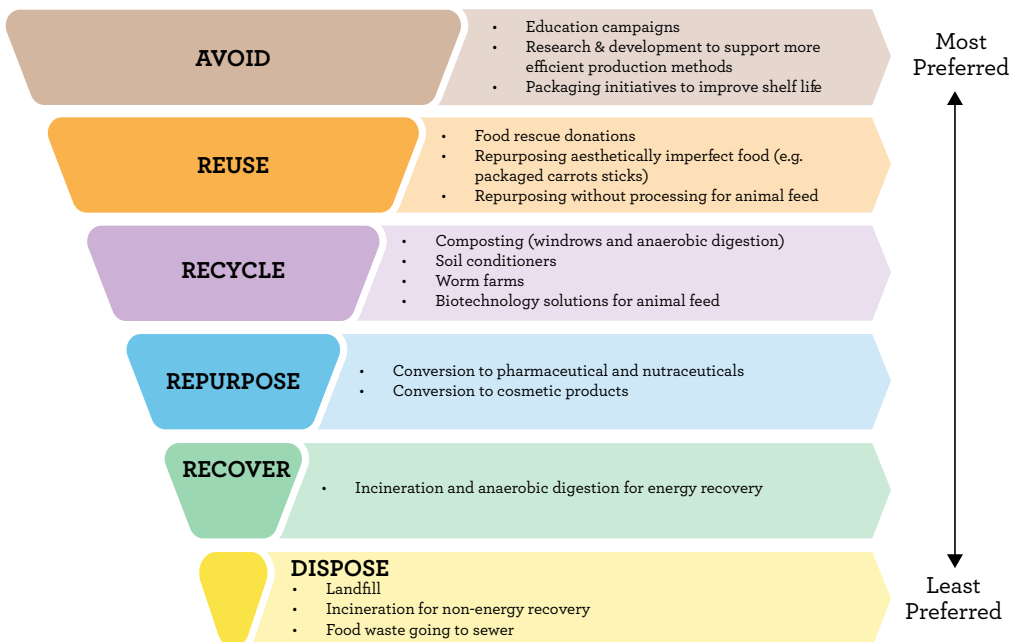 AVOID
• Education campaigns
• Research & development to support more
efficient production methods
• Packaging initiatives to improve shelf life
Most
Preferred
REUSE
• Food rescue donations
• Repurposing aesthetically imperfect food (e.g.
packaged carrots sticks)
• Repurposing without processing for animal feed
RECYCLE
• Composting (windrows and anaerobic digestion)
• Soil conditioners
• Worm farms
• Biotechnology solutions for animal feed
REPURPOSE
• Conversion to pharmaceutical and nutraceuticals
• Conversion to cosmetic products
RECOVER
• Incineration and anaerobic digestion for energy recovery
DISPOSE
• Landfill
• Incineration for non-energy recovery
• Food waste going to sewer
Least
Preferred